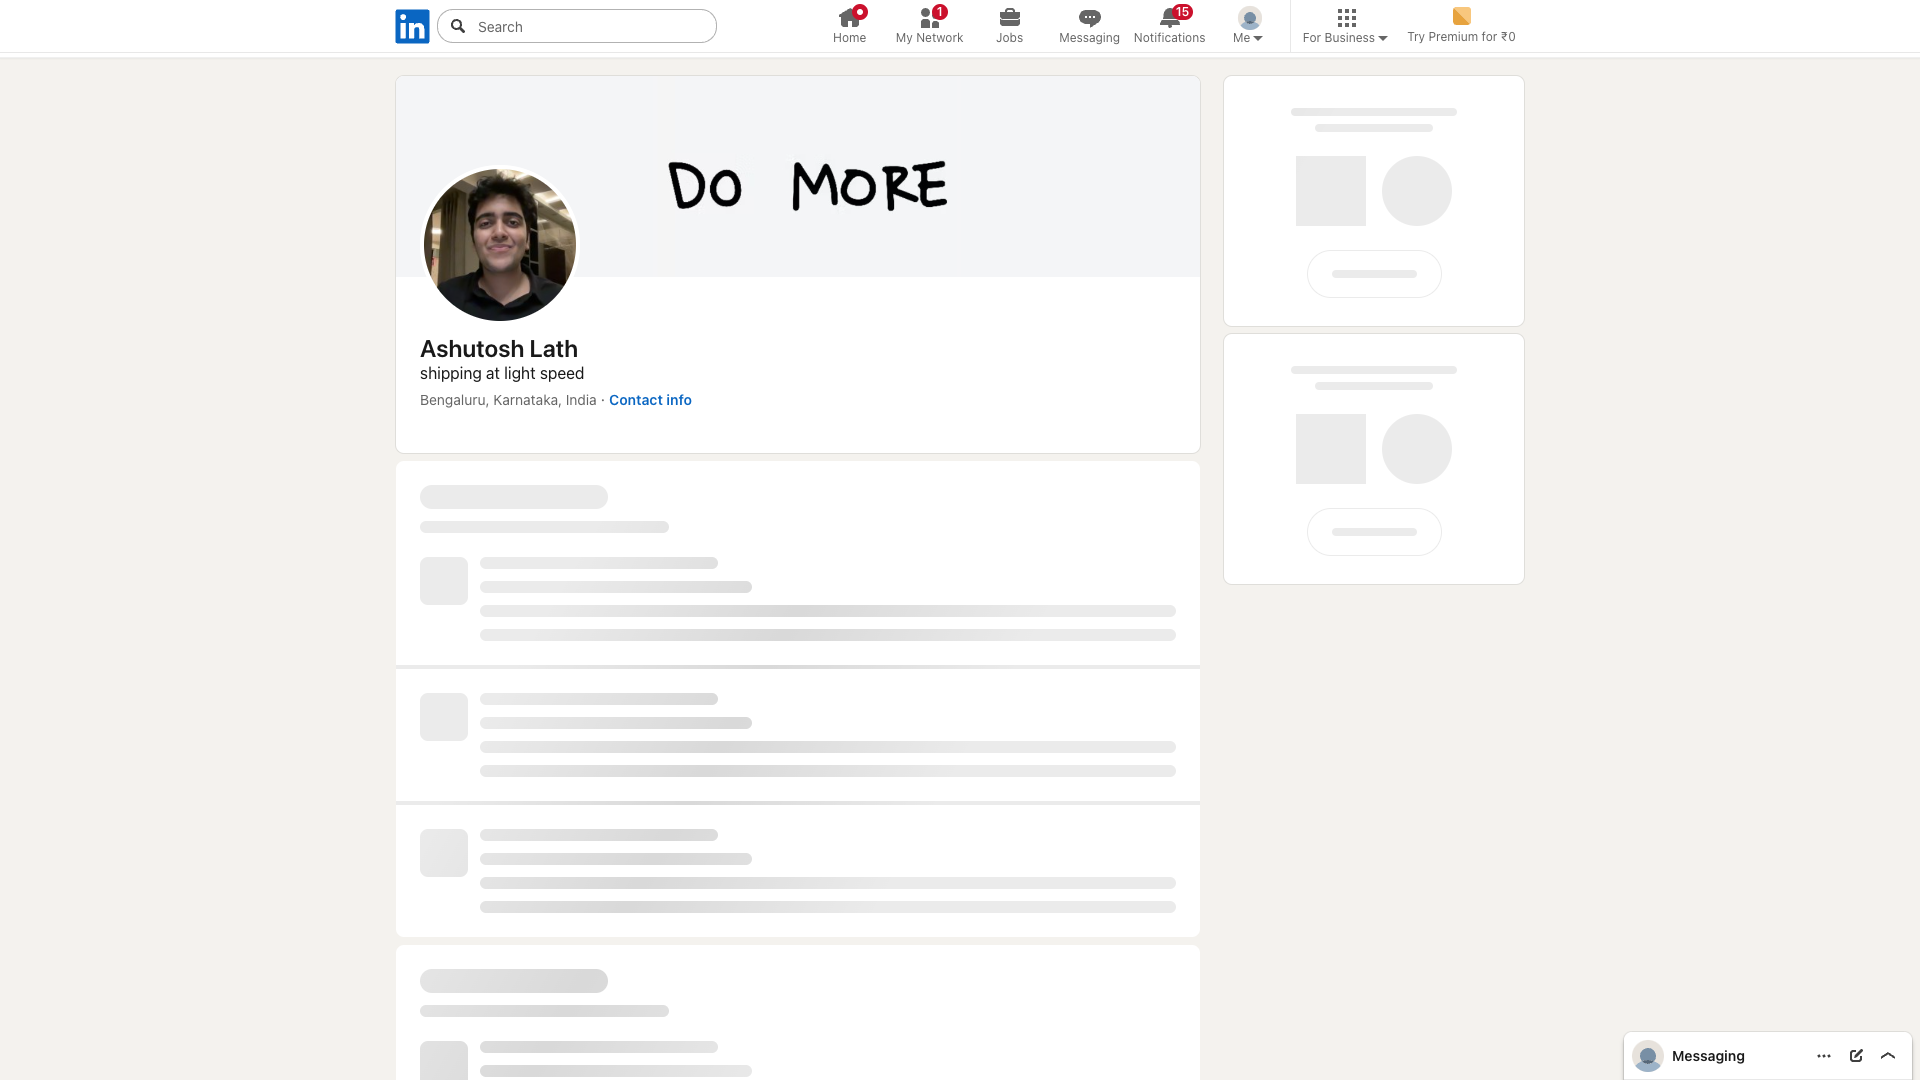 in
Search
Home
1
My Network
Jobs
Messaging
15
Notifications
Me
For Business
Try Premium for ₹0
DO MORE
Ashutosh Lath
shipping at light speed
Bengaluru, Karnataka, India · Contact info
Messaging